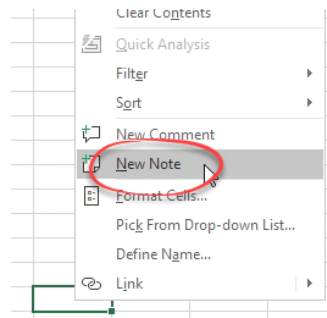 Clear Contents
Quick Analysis
Filter
Sort
New Comment
New Note
Format Cells...
Pick From Drop-down List...
Define Name...
Link